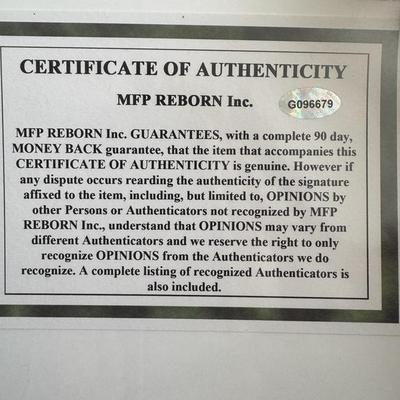 CERTIFICATE OF AUTHENTICITY
MFP REBORN Inc.
G096679
MFP REBORN Inc. GUARANTEES, with a complete 90 day,
MONEY BACK guarantee, that the item that accompanies this
CERTIFICATE OF AUTHENTICITY is genuine. However if
any dispute occurs rearding the authenticity of the signature
affixed to the item, including, but limited to, OPINIONS by
other Persons or Authenticators not recognized by MFP
REBORN Inc., understand that OPINIONS may vary from
different Authenticators and we reserve the right to only
recognize OPINIONS from the Authenticators we do
recognize. A complete listing of recognized Authenticators is
also included.